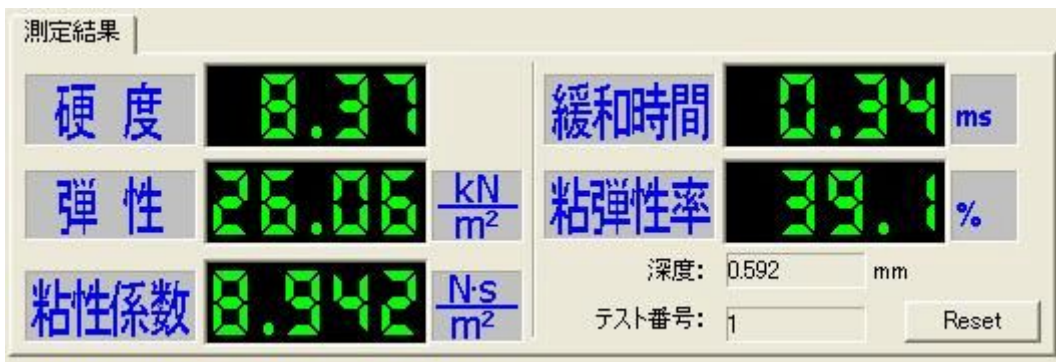 測定結果
硬度 8.37
弾性 26.06 kN/m²
粘性係数 8.942 N·s/m²
緩和時間 0.34 ms
粘弾性率 39.1 %
深度: 0.592 mm
テスト番号: 1
Reset